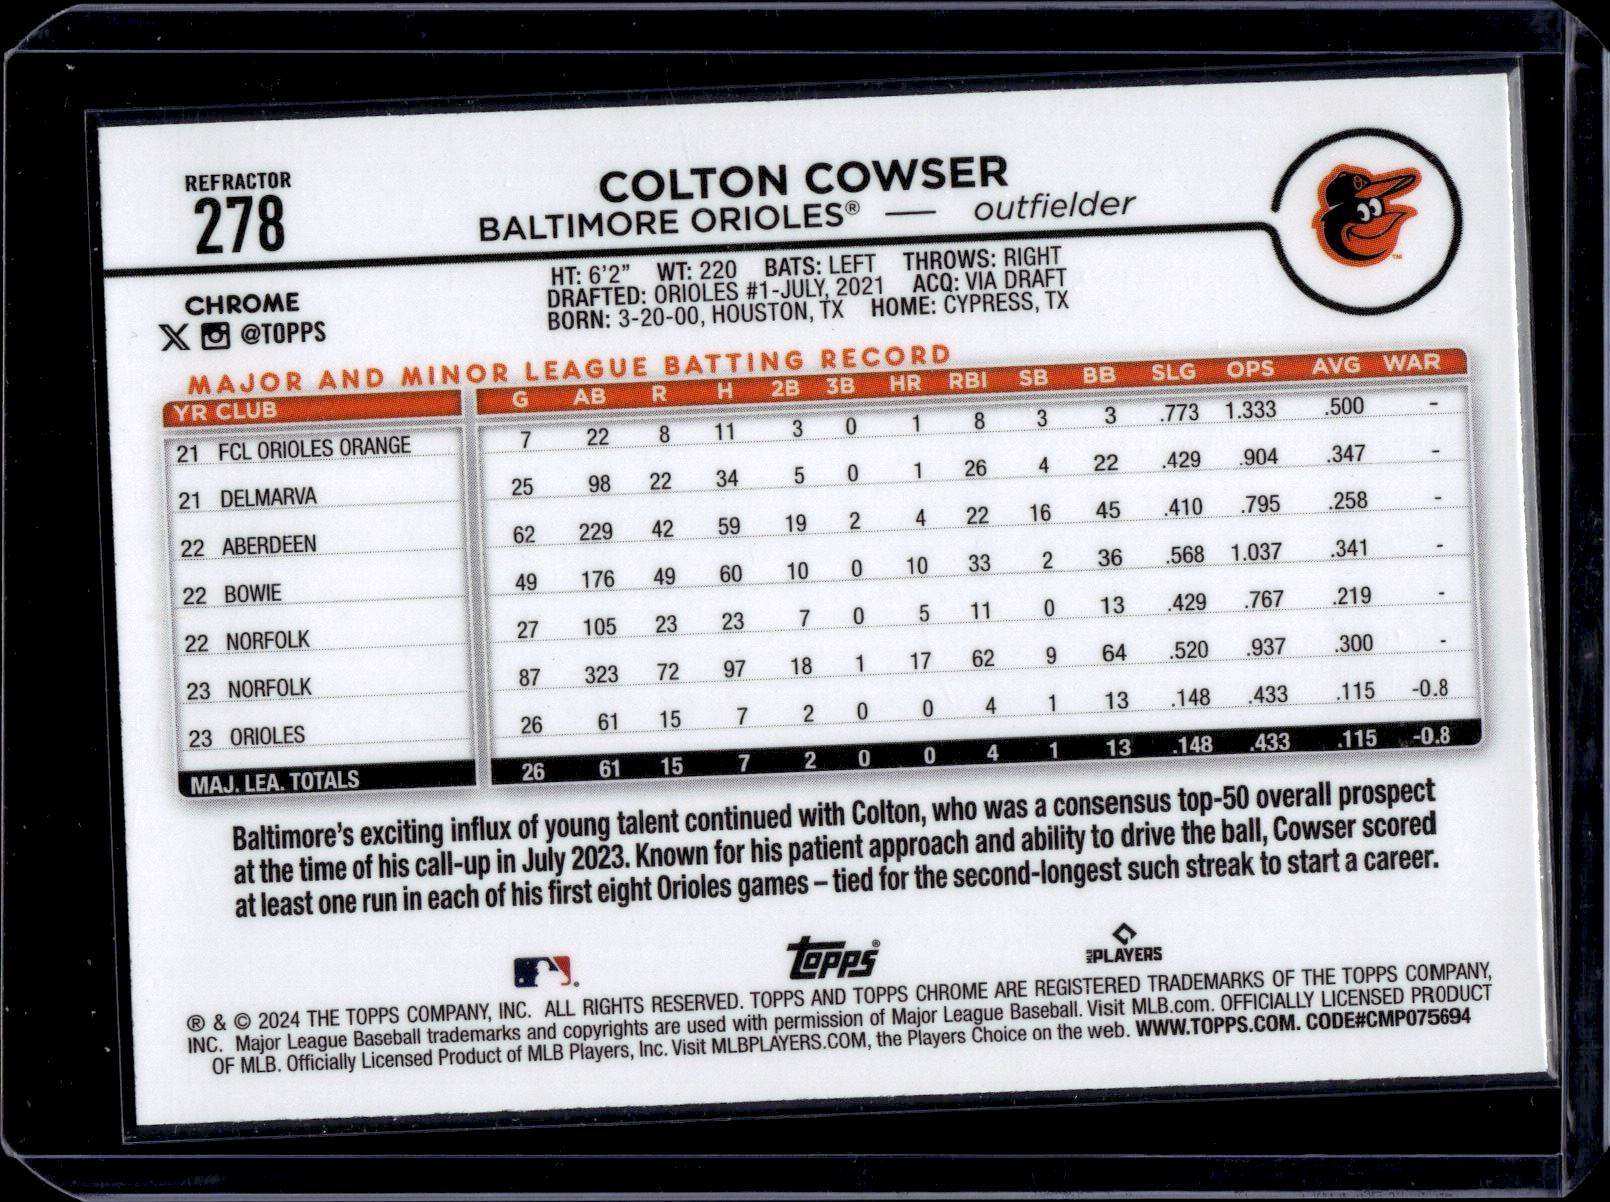 REFRACTOR
278
COLTON COWSER
BALTIMORE ORIOLES® — outfielder
HT: 6'2" WT: 220 BATS: LEFT THROWS: RIGHT
DRAFTED: ORIOLES #1-JULY, 2021 ACQ: VIA DRAFT
BORN: 3-20-00, HOUSTON, TX HOME: CYPRESS, TX
CHROME
@TOPPS
MAJOR AND MINOR LEAGUE BATTING RECORD
YR CLUB G AB R H 2B 3B HR RBI SB BB SLG OPS AVG WAR
21 FCL ORIOLES ORANGE 7 22 8 11 3 0 1 8 3 3 .773 1.333 .500 -
21 DELMARVA 25 98 22 34 5 0 1 26 4 22 .429 .904 .347 -
22 ABERDEEN 62 229 42 59 19 2 4 22 16 45 .410 .795 .258 -
22 BOWIE 49 176 49 60 10 0 10 33 2 36 .568 1.037 .341 -
22 NORFOLK 27 105 23 23 7 0 5 11 0 13 .429 .767 .219 -
23 NORFOLK 87 323 72 97 18 1 17 62 9 64 .520 .937 .300 -
23 ORIOLES 26 61 15 7 2 0 0 4 1 13 .148 .433 .115 -0.8
MAJ. LEA. TOTALS 26 61 15 7 2 0 0 4 1 13 .148 .433 .115 -0.8
Baltimore's exciting influx of young talent continued with Colton, who was a consensus top-50 overall prospect
at the time of his call-up in July 2023. Known for his patient approach and ability to drive the ball, Cowser scored
at least one run in each of his first eight Orioles games – tied for the second-longest such streak to start a career.
Topps®
MLB PLAYERS
® & © 2024 THE TOPPS COMPANY, INC. ALL RIGHTS RESERVED. TOPPS AND TOPPS CHROME ARE REGISTERED TRADEMARKS OF THE TOPPS COMPANY,
INC. Major League Baseball trademarks and copyrights are used with permission of Major League Baseball. Visit MLB.com. OFFICIALLY LICENSED PRODUCT
OF MLB. Officially Licensed Product of MLB Players, Inc. Visit MLBPLAYERS.COM, the Players Choice on the web. WWW.TOPPS.COM. CODE#CMP075694